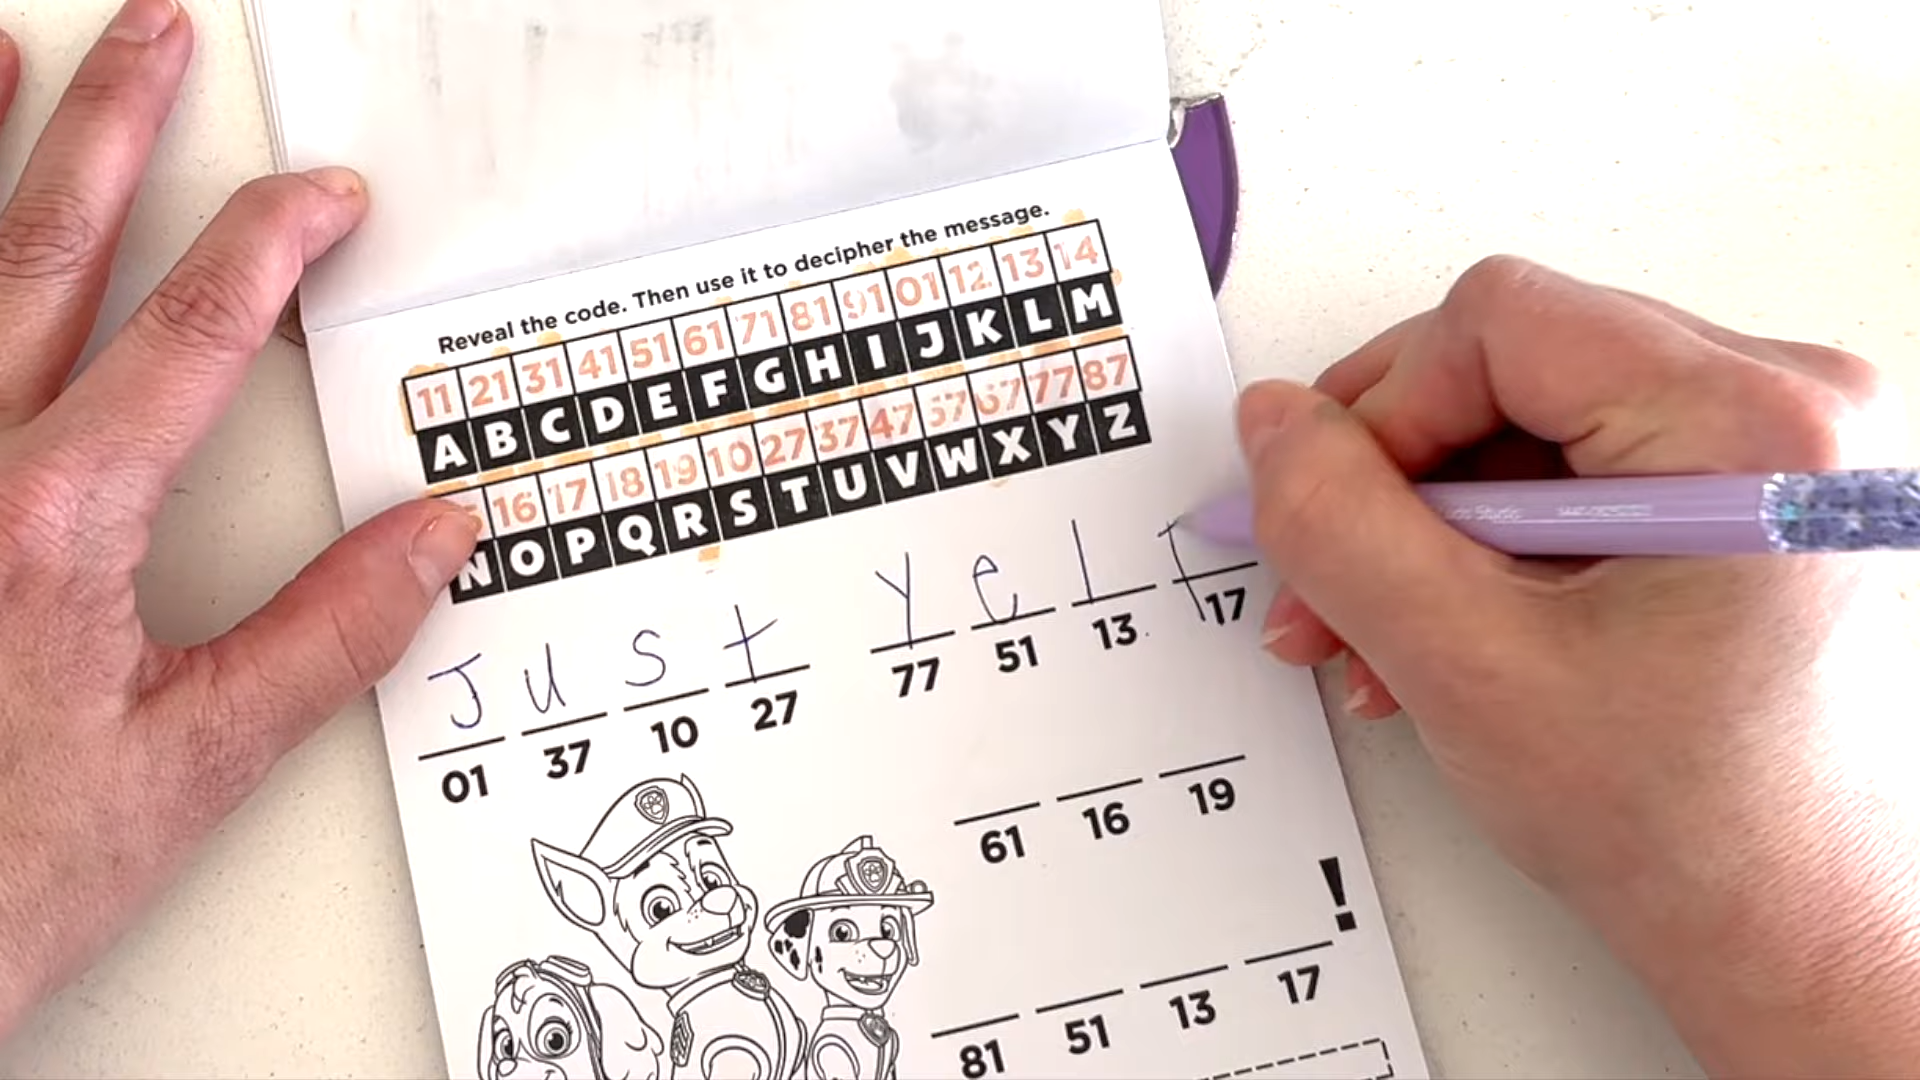 Reveal the code. Then use it to decipher the message.
11 21 31 41 51 61 71 81 91 01 12 13 14
A B C D E F G H I J K L M
16 17 18 19 10 27 37 47 57 67 77 87
N O P Q R S T U V W X Y Z
J u s t y e l
01 37 10 27 77 51 13 17
61 16 19
!
81 51 13 17